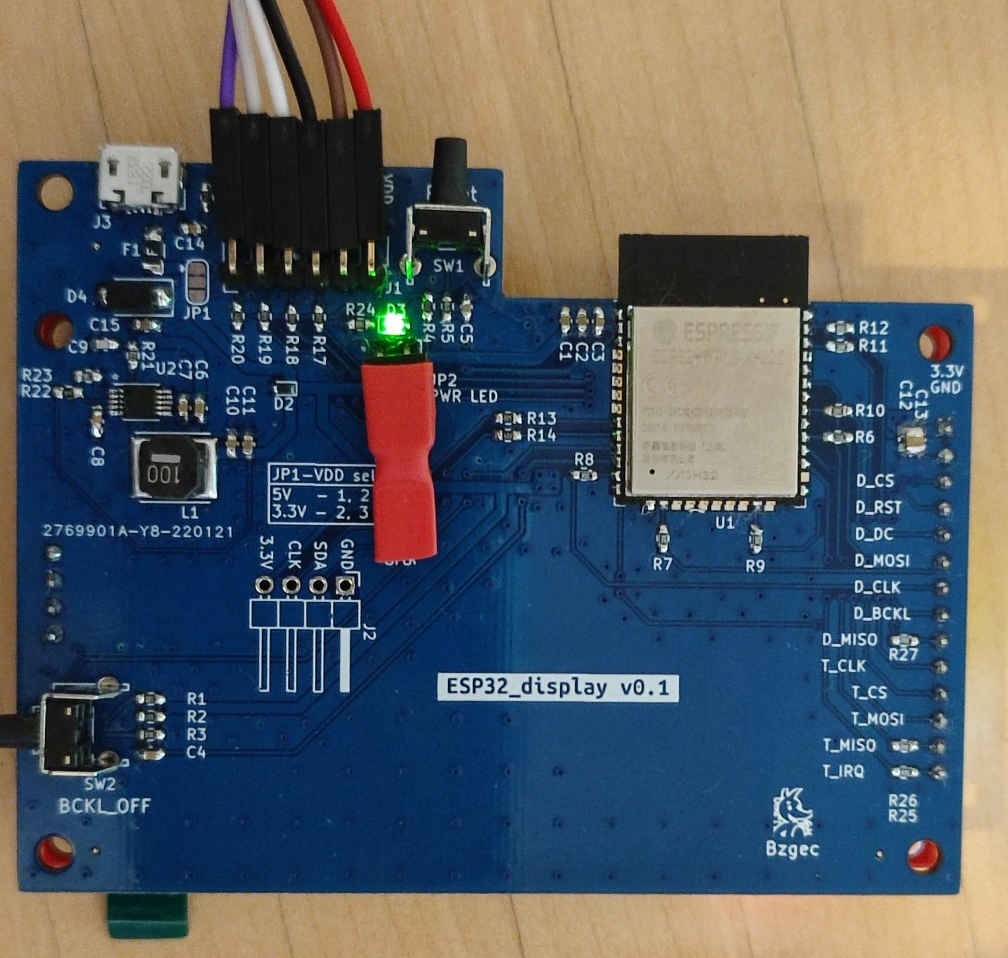 J3
C14
F1
SW1
J1
D4
JP1
R24
D3
R4
R5
C5
C15
C9
R21
R20
R19
R18
R17
C1
C2
C3
ESPRESSIF
R12
R11
3.3V
GND
U2
C7
C6
R23
R22
D2
JP2
PWR LED
C10
C11
R13
R14
R10
R6
C12
C13
C8
100
L1
JP1-VDD sel
5V - 1, 2
3.3V - 2, 3
R8
U1
R7
R9
2769901A-Y8-220121
3.3V
CLK
SDA
GND
J2
D_CS
D_RST
D_DC
D_MOSI
D_CLK
D_BCKL
D_MISO
R27
T_CLK
T_CS
T_MOSI
T_MISO
T_IRQ
R26
R25
ESP32_display v0.1
R1
R2
R3
C4
SW2
BCKL_OFF
Bzgec